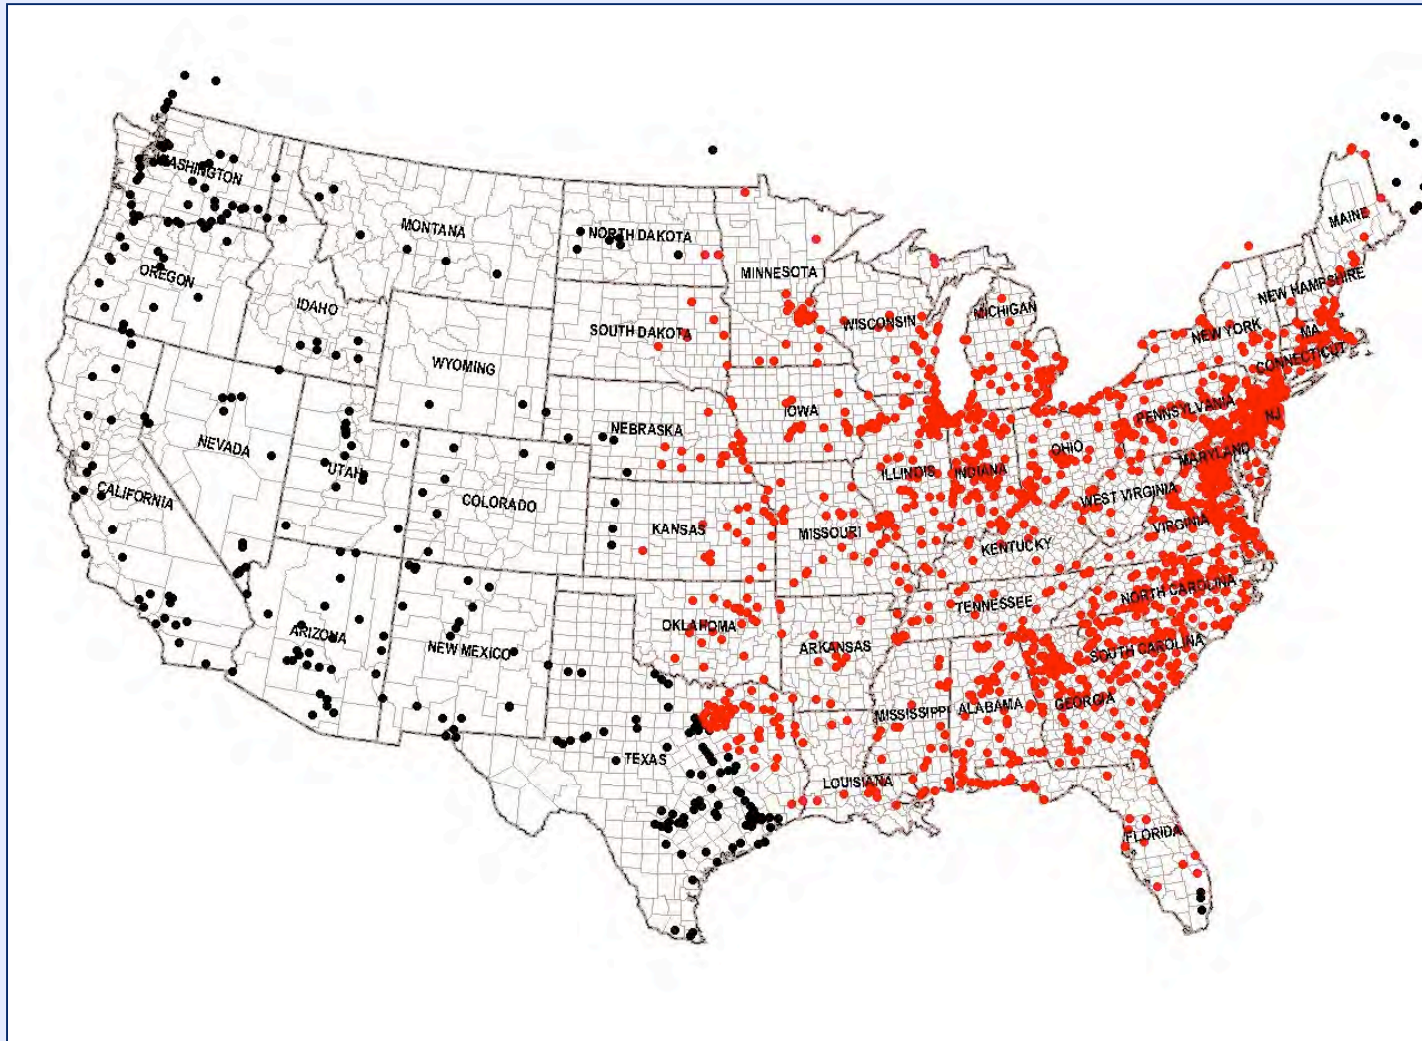 WASHINGTON
MAINE
MONTANA
NORTH DAKOTA
OREGON
MINNESOTA
NEW HAMPSHIRE
IDAHO
MICHIGAN
SOUTH DAKOTA
WISCONSIN
NEW YORK
MA
CONNECTICUT
WYOMING
IOWA
PENNSYLVANIA
NJ
NEBRASKA
NEVADA
OHIO
MARYLAND
UTAH
ILLINOIS
INDIANA
CALIFORNIA
COLORADO
WEST VIRGINIA
KANSAS
MISSOURI
VIRGINIA
KENTUCKY
NORTH CAROLINA
TENNESSEE
OKLAHOMA
ARIZONA
NEW MEXICO
ARKANSAS
SOUTH CAROLINA
MISSISSIPPI
ALABAMA
GEORGIA
TEXAS
LOUISIANA
FLORIDA